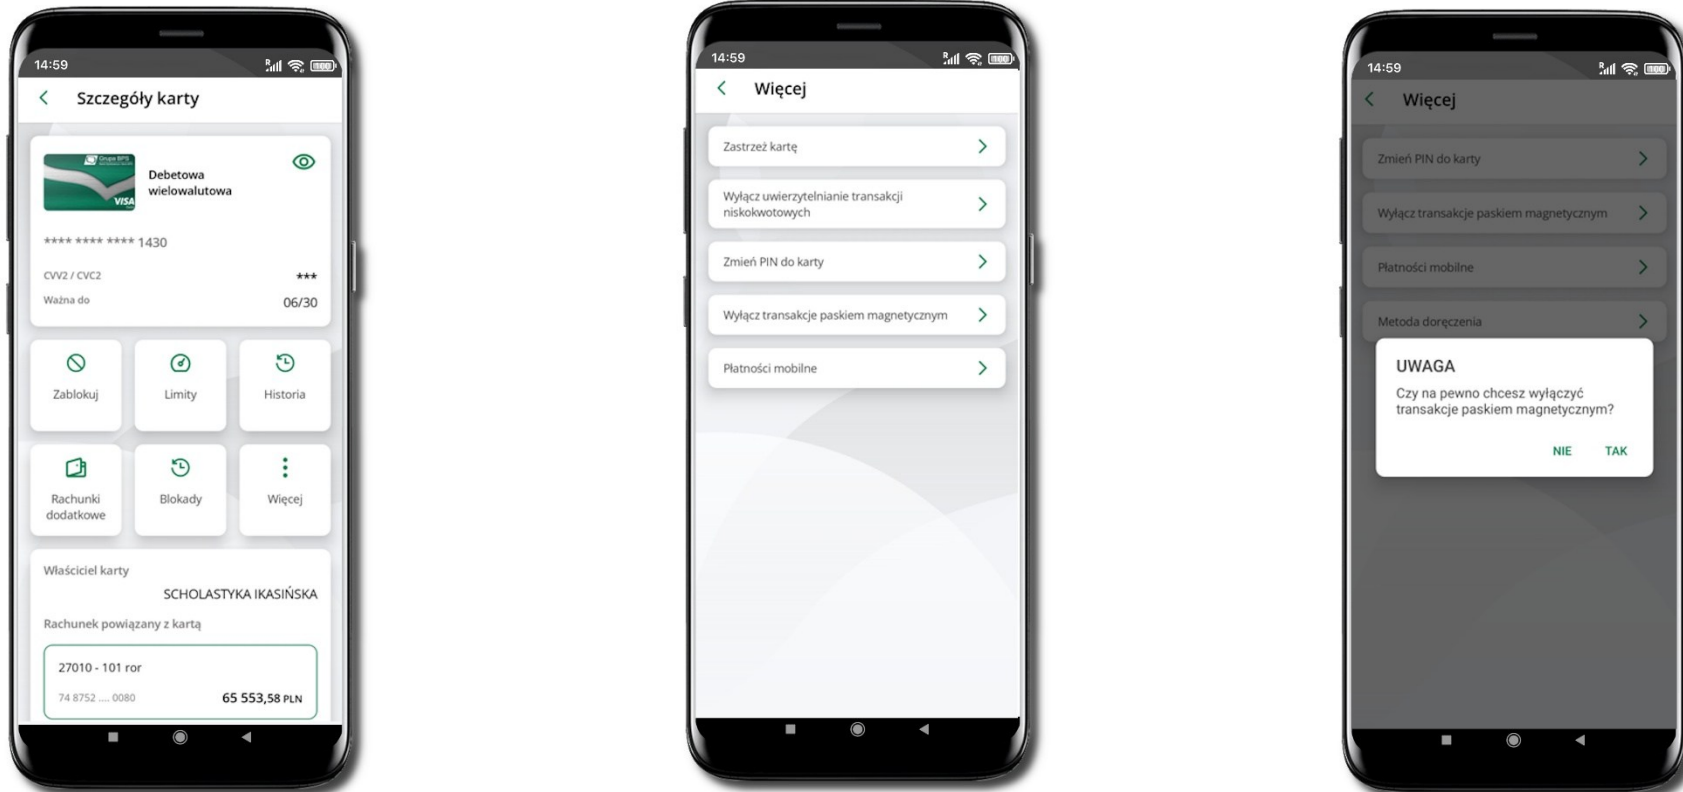 14:59
Szczegóły karty
Grupa BPS
Debetowa
wielowalutowa
VISA
**** **** **** 1430
CVV2 / CVC2 ***
Ważna do 06/30
Zablokuj Limity Historia
Rachunki
dodatkowe
Blokady
Więcej
Właściciel karty
SCHOLASTYKA IKASIŃSKA
Rachunek powiązany z kartą
27010 - 101 ror
74 8752 .... 0080 65 553,58 PLN
14:59
Więcej
Zastrzeż kartę
Wyłącz uwierzytelnianie transakcji
niskokwotowych
Zmień PIN do karty
Wyłącz transakcje paskiem magnetycznym
Płatności mobilne
14:59
Więcej
Zmień PIN do karty
Wyłącz transakcje paskiem magnetycznym
Płatności mobilne
Metoda doręczenia
UWAGA
Czy na pewno chcesz wyłączyć
transakcje paskiem magnetycznym?
NIE TAK